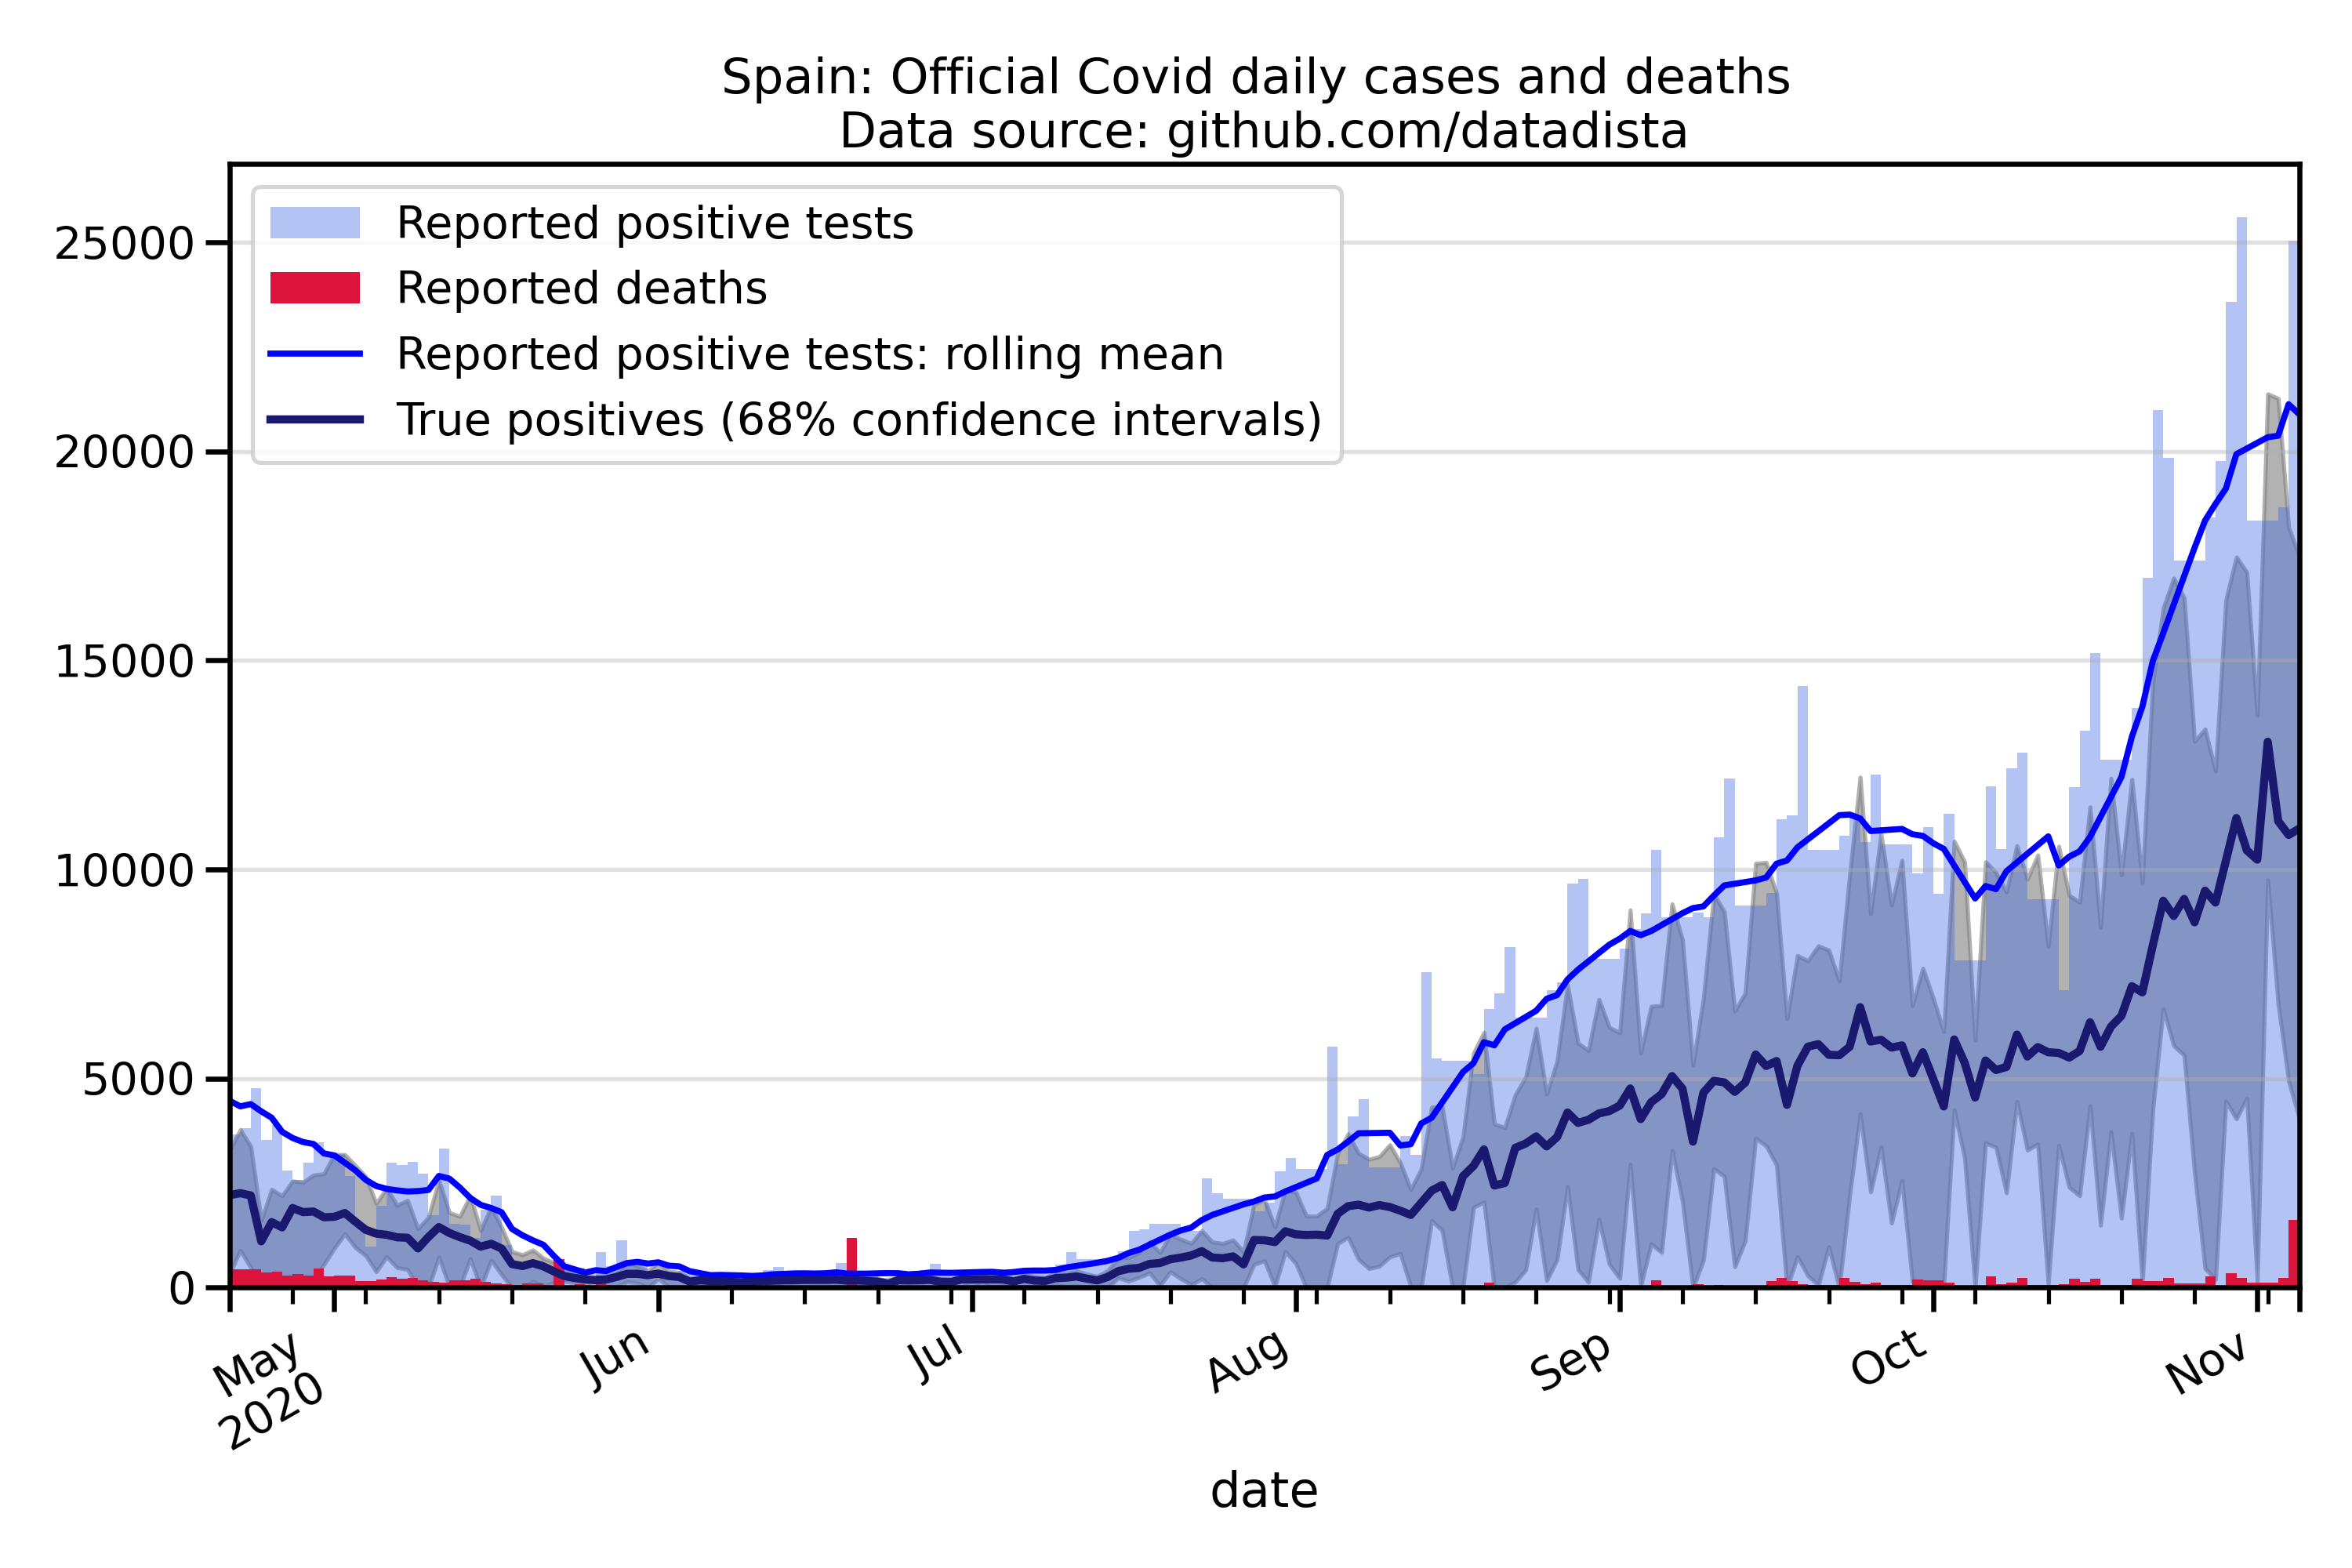 Spain: Official Covid daily cases and deaths
Data source: github.com/datadista
Reported positive tests
Reported deaths
Reported positive tests: rolling mean
True positives (68% confidence intervals)
25000
20000
15000
10000
5000
0
May
2020
Jun
Jul
Aug
Sep
Oct
Nov
date